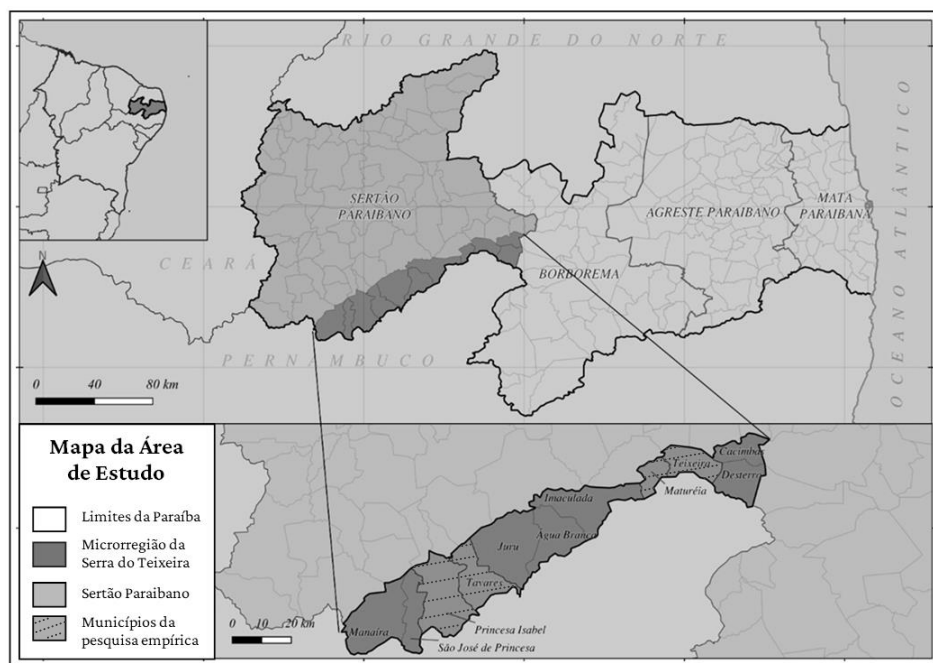 RIO GRANDE DO NORTE
OCEANO ATLÂNTICO
SERTÃO
PARAIBANO
AGRESTE PARAIBANO
MATA
PARAIBANA
CEARÁ
N
BORBOREMA
PERNAMBUCO
0 40 80 km
Mapa da Área
de Estudo
Limites da Paraíba
Microrregião da
Serra do Teixeira
Sertão Paraibano
Municípios da
pesquisa empírica
Cacimbas
Teixeira
Desterro
Maturéia
Imaculada
Água Branca
Juru
Tavares
Princesa Isabel
Manaíra
São José de Princesa
0 10 20 km